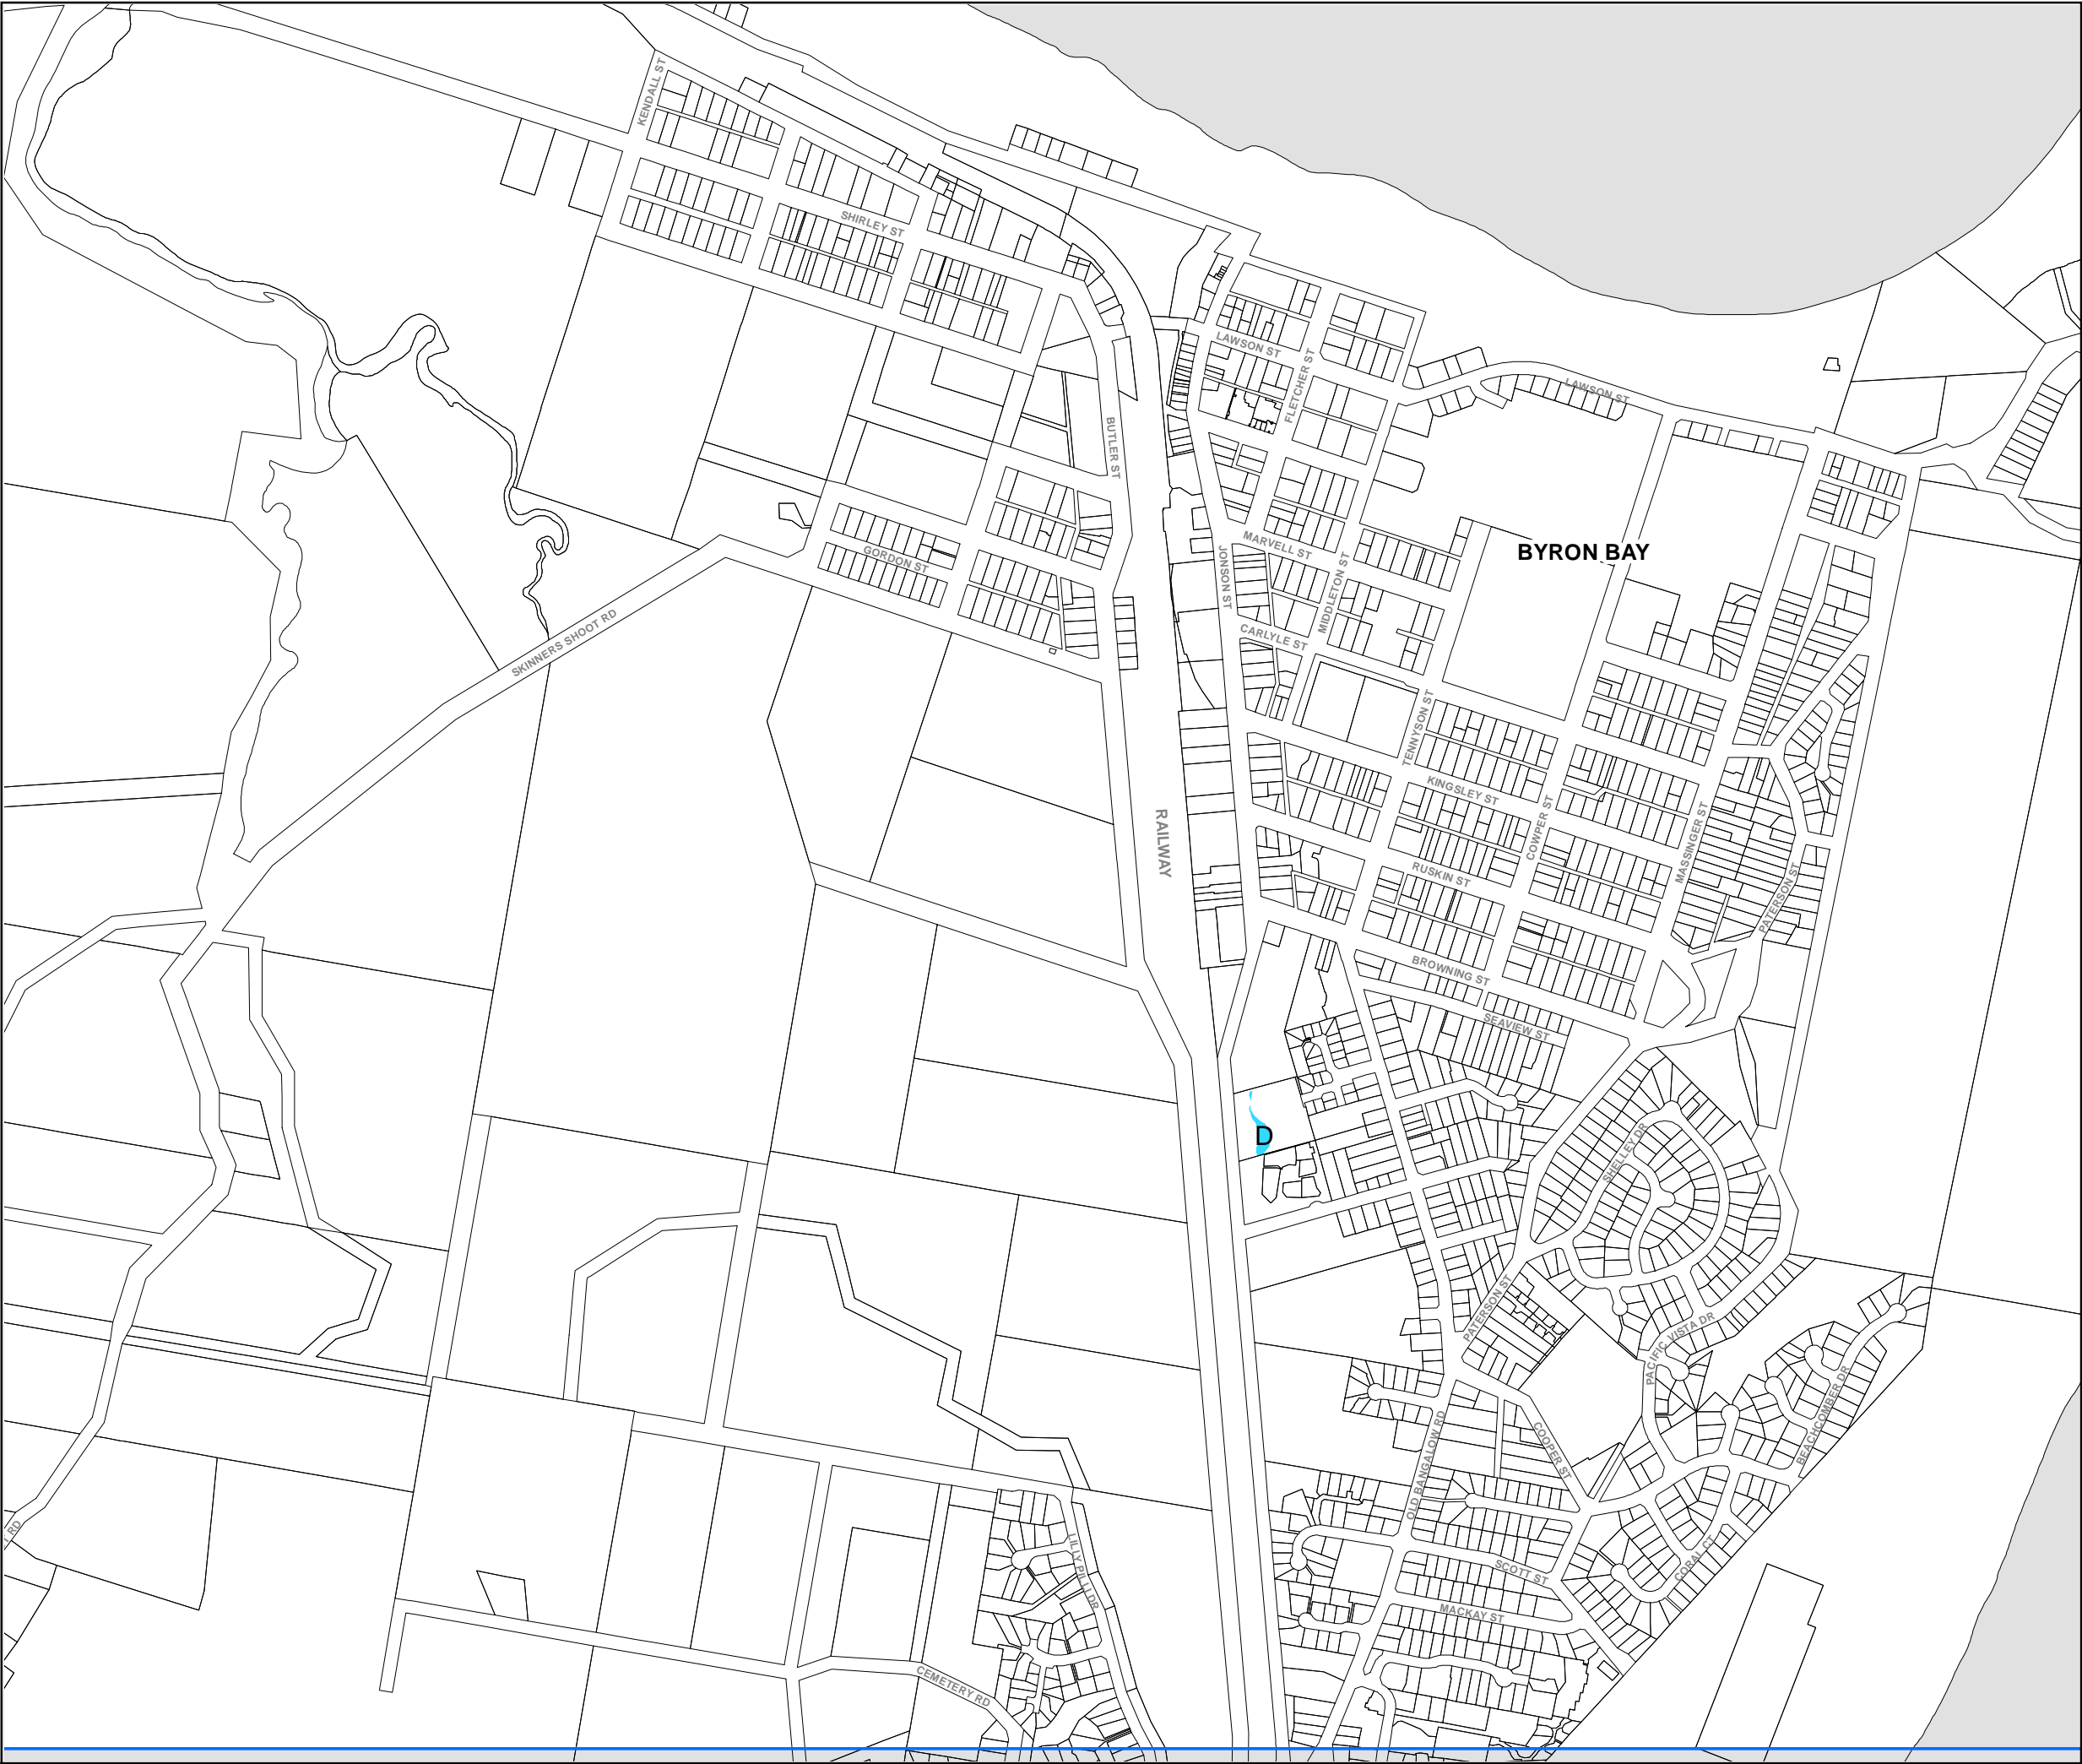 KENDALL ST
SHIRLEY ST
LAWSON ST
FLETCHER ST
LAWSON ST
BUTLER ST
JONSON ST
MARVELL ST
BYRON BAY
GORDON ST
MIDDLETON ST
CARLYLE ST
SKINNERS SHOOT RD
TENNYSON ST
KINGSLEY ST
COWPER ST
MASSINGER ST
RAILWAY
RUSKIN ST
PATERSON ST
BROWNING ST
SEAVIEW ST
D
SHELLEY DR
PATERSON ST
PACIFIC VISTA DR
BEACHCOMBER DR
OLD BANGALOW RD
COOPER ST
RD
LILLY PILLI DR
SCOTT ST
CORAL CT
MACKAY ST
CEMETERY RD